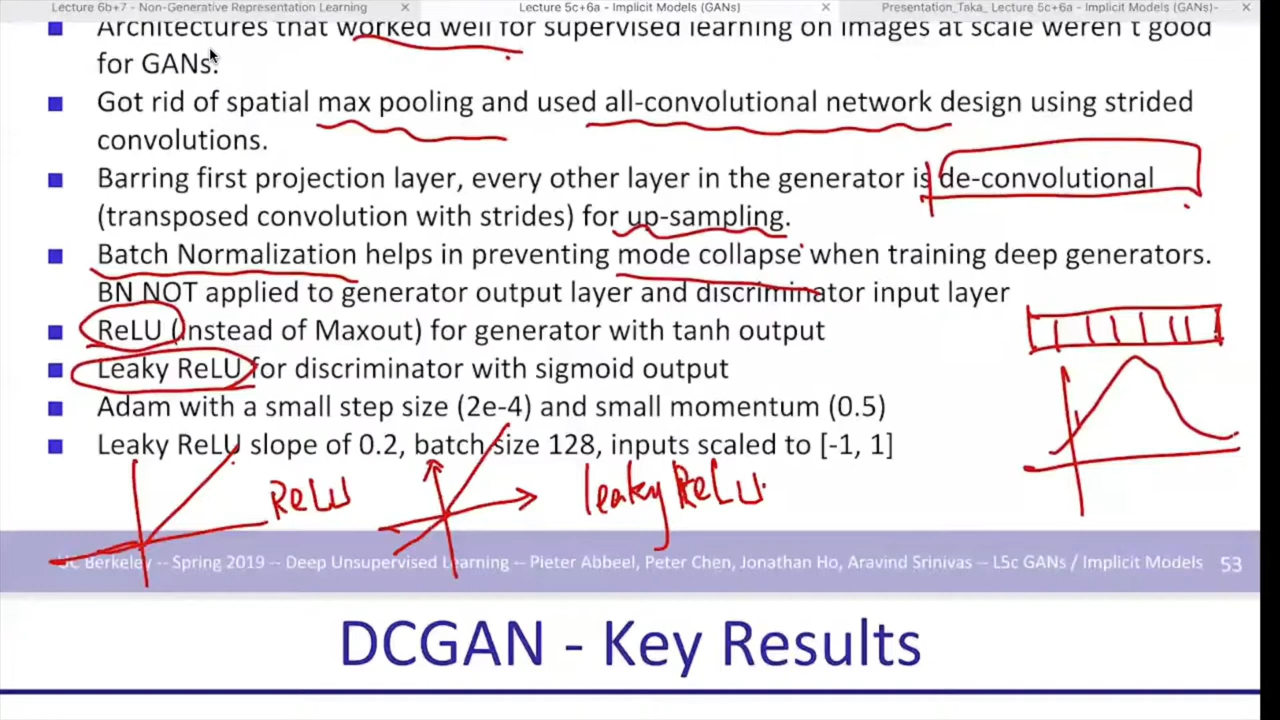 Lecture 6b+7 - Non-Generative Representation Learning
Lecture 5c+6a - Implicit Models (GANs)
Presentation_Taka_ Lecture 5c+6a - Implicit Models (GANs)-
Architectures that worked well for supervised learning on images at scale weren't good
for GANs.
Got rid of spatial max pooling and used all-convolutional network design using strided
convolutions.
Barring first projection layer, every other layer in the generator is de-convolutional
(transposed convolution with strides) for up-sampling.
Batch Normalization helps in preventing mode collapse when training deep generators.
BN NOT applied to generator output layer and discriminator input layer
ReLU (instead of Maxout) for generator with tanh output
Leaky ReLU for discriminator with sigmoid output
Adam with a small step size (2e-4) and small momentum (0.5)
Leaky ReLU slope of 0.2, batch size 128, inputs scaled to [-1, 1]
ReLU
leaky ReLU
UC Berkeley -- Spring 2019 -- Deep Unsupervised Learning -- Pieter Abbeel, Peter Chen, Jonathan Ho, Aravind Srinivas -- L5c GANs / Implicit Models 53
DCGAN - Key Results